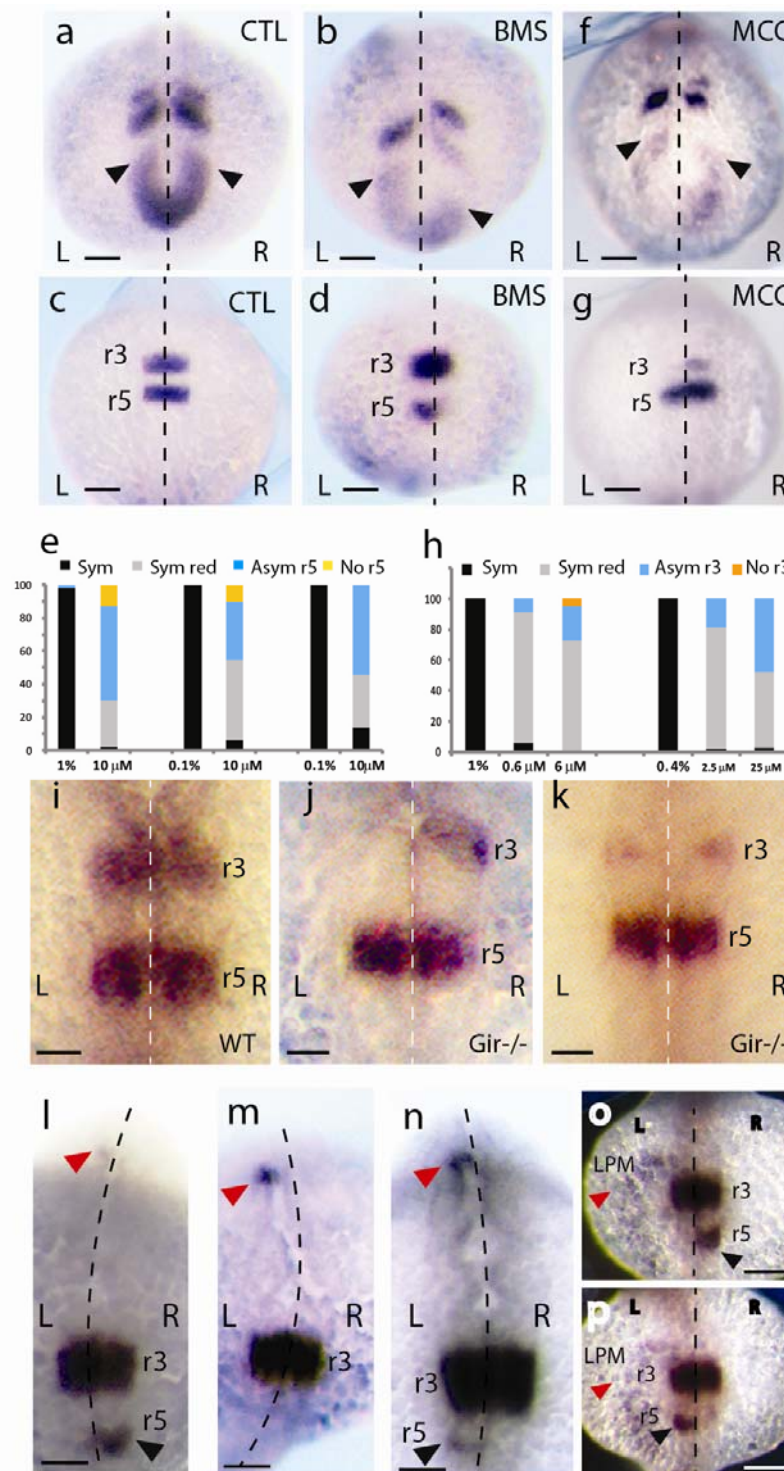 a CTL b BMS f MCC
L R L R L R
c CTL d BMS g MCC
r3 r3 r3
r5 r5 r5
L R L R L R
e h
Sym Sym red Asym r5 No r5
Sym Sym red Asym r3 No r3
100
80
60
40
20
0
1% 10 µM 0.1% 10 µM 0.1% 10µM
100
80
60
40
20
0
1% 0.6 µM 6 µM 0.4% 2.5 µM 25 µM
i j k
r3 r3 r3
r5 r5 r5
L R L R L R
WT Gir-/- Gir-/-
l m n o
L R
LPM
r3
r5
L R L R L R
r3 r3 r3
r5 r5
p
L R
LPM
r3
r5